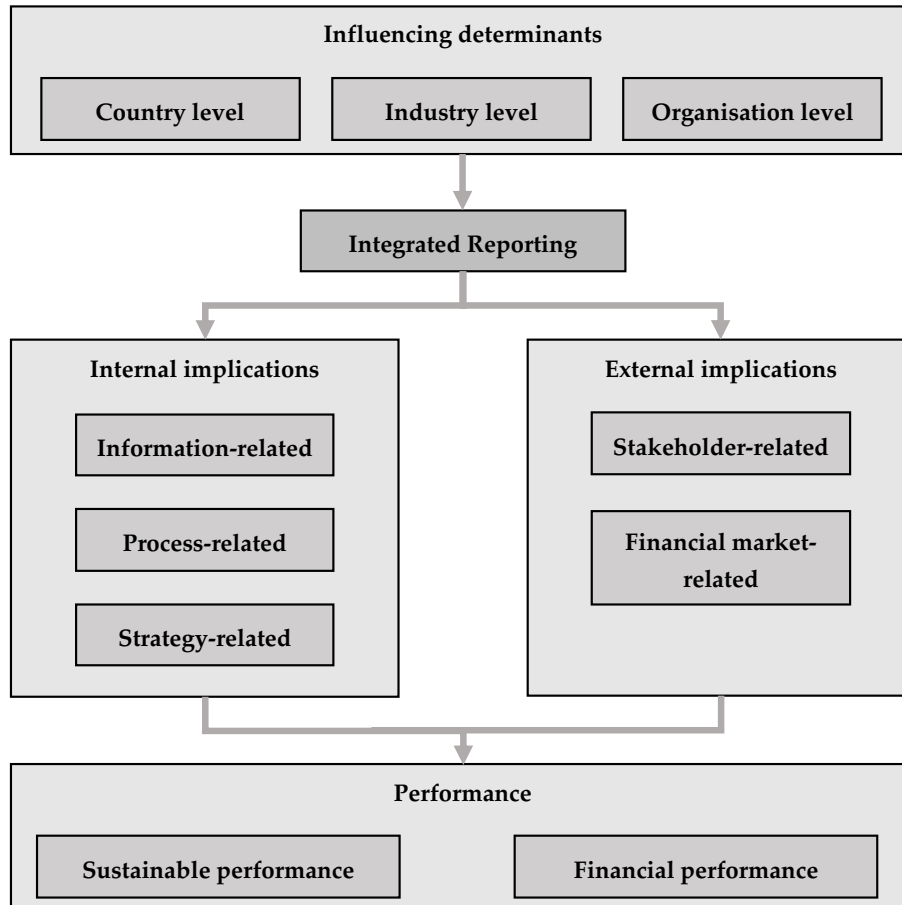 Influencing determinants
Country level
Industry level
Organisation level
Integrated Reporting
Internal implications
Information-related
Process-related
Strategy-related
External implications
Stakeholder-related
Financial market-
related
Performance
Sustainable performance
Financial performance